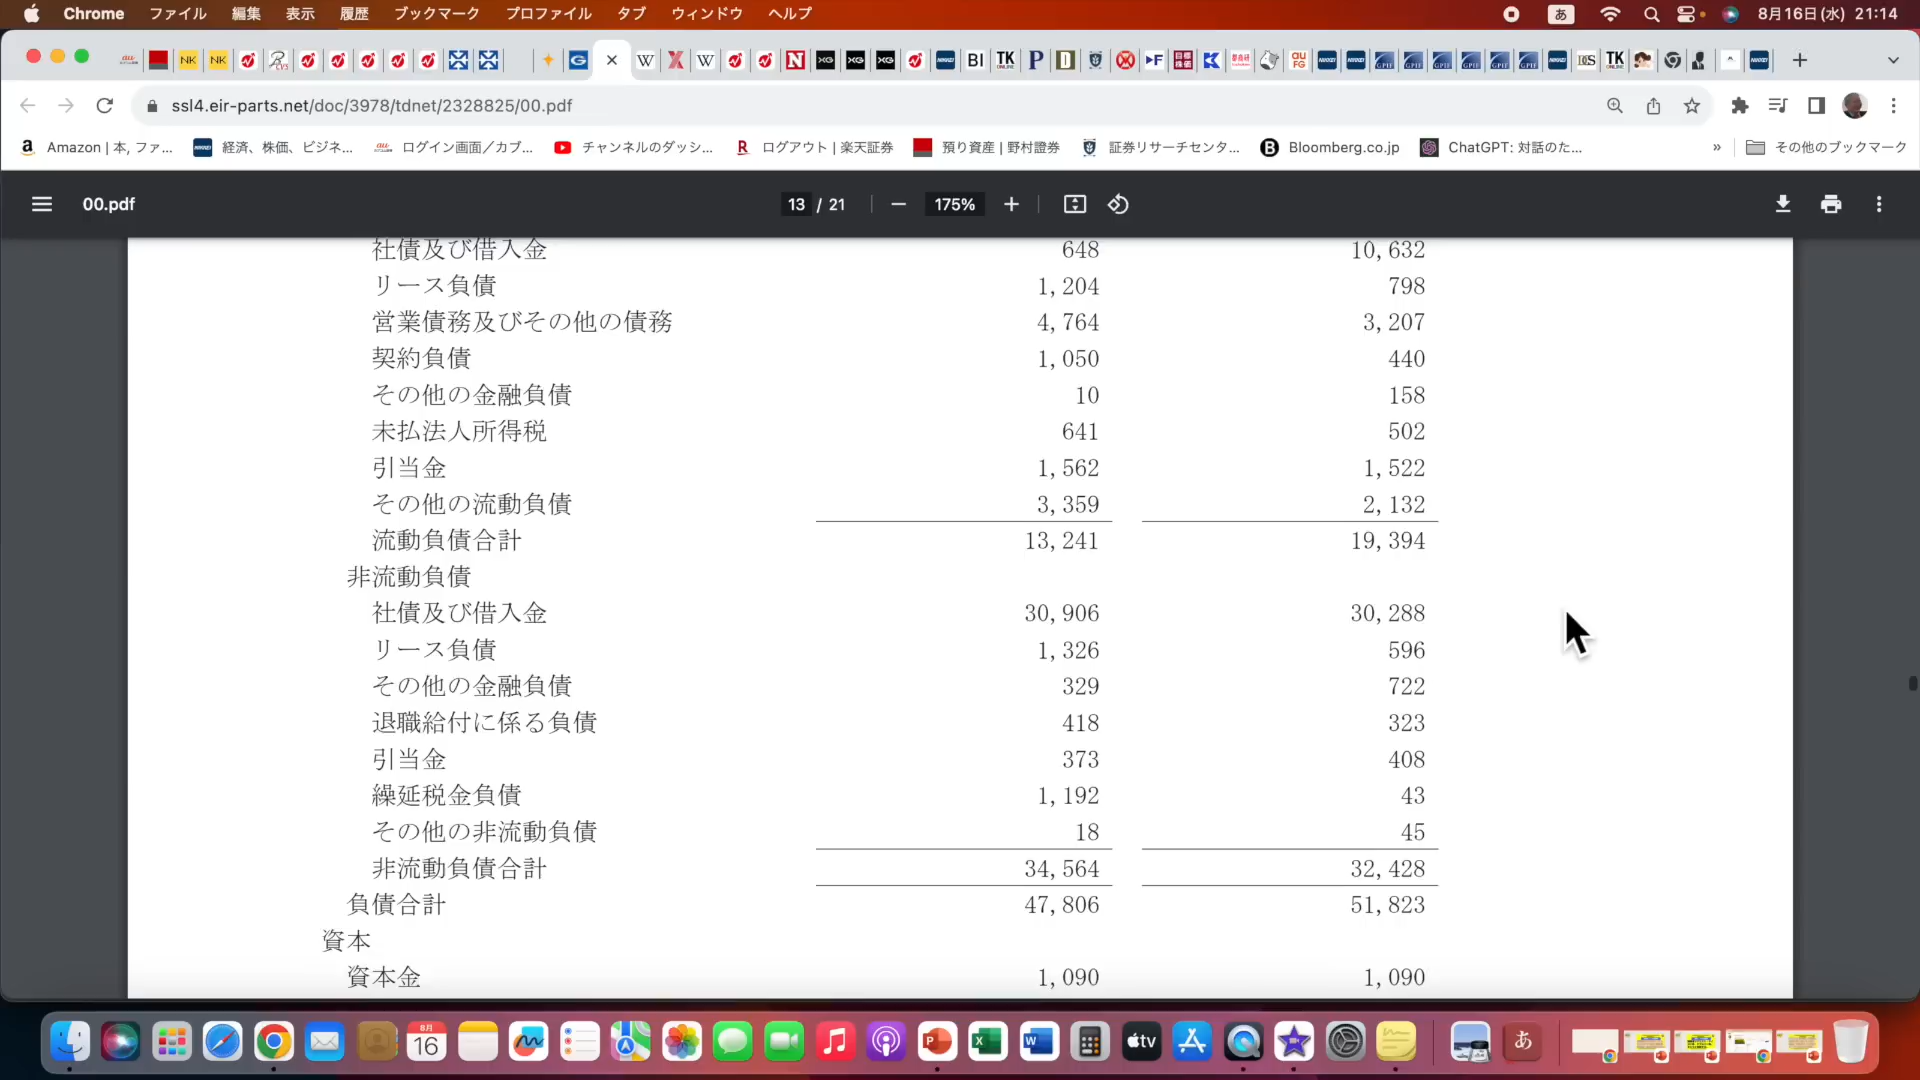 Chrome ファイル 編集 表示 履歴 ブックマーク プロファイル タブ ウィンドウ ヘルプ あ 8月16日(水) 21:14
ssl4.eir-parts.net/doc/3978/tdnet/2328825/00.pdf
Amazon | 本, ファ... 経済、株価、ビジネ... ログイン画面／カブ... チャンネルのダッシ... ログアウト | 楽天証券 預り資産 | 野村證券 証券リサーチセンタ... Bloomberg.co.jp ChatGPT: 対話のた... » その他のブックマーク
00.pdf 13 / 21 175%
社債及び借入金 648 10,632
リース負債 1,204 798
営業債務及びその他の債務 4,764 3,207
契約負債 1,050 440
その他の金融負債 10 158
未払法人所得税 641 502
引当金 1,562 1,522
その他の流動負債 3,359 2,132
流動負債合計 13,241 19,394
非流動負債
社債及び借入金 30,906 30,288
リース負債 1,326 596
その他の金融負債 329 722
退職給付に係る負債 418 323
引当金 373 408
繰延税金負債 1,192 43
その他の非流動負債 18 45
非流動負債合計 34,564 32,428
負債合計 47,806 51,823
資本
資本金 1,090 1,090
8月
16
tv
あ